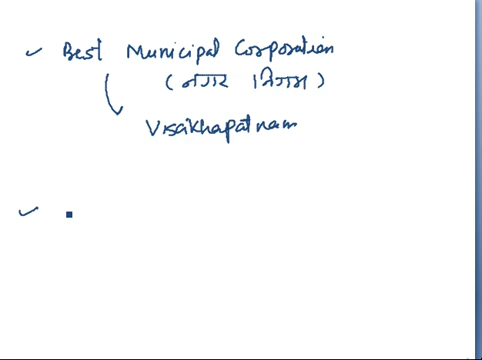 ✓ Best Municipal Corporation
(नगर निगम)
Visakhapatnam
✓